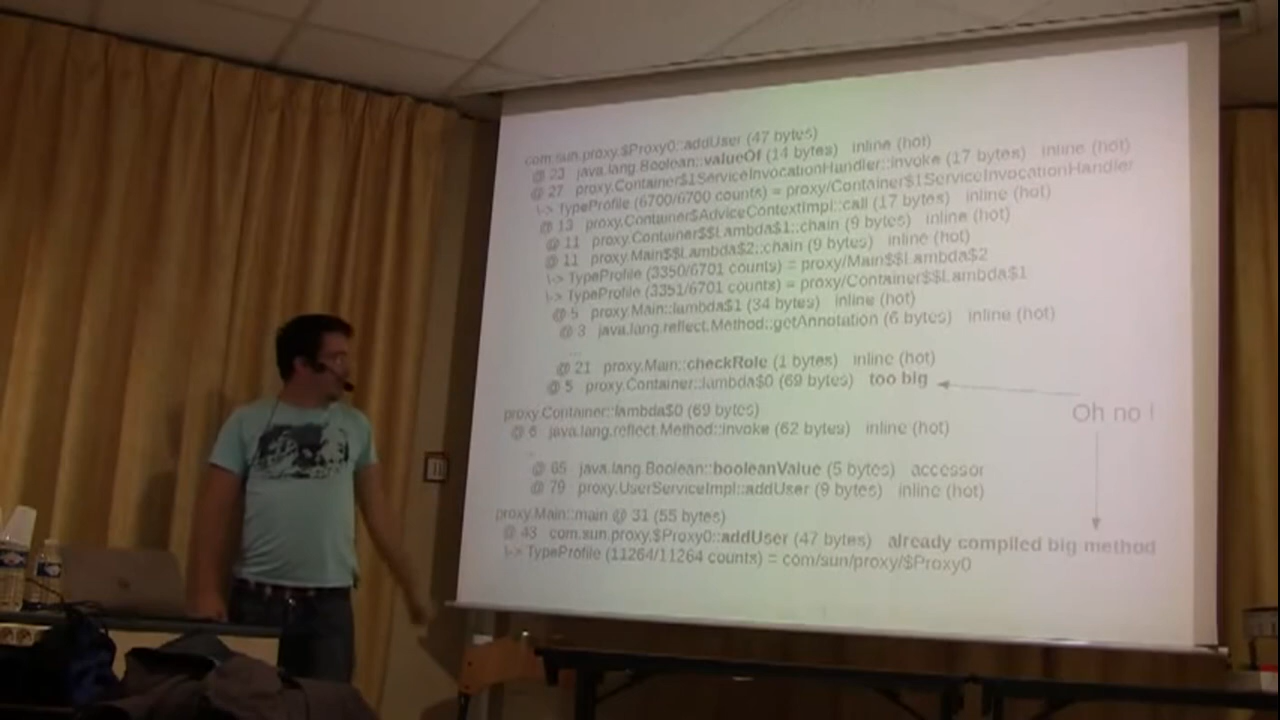 com.sun.proxy.$Proxy0::addUser (47 bytes)
@ 23 java.lang.Boolean::valueOf (14 bytes) inline (hot)
@ 27 proxy.Container$1ServiceInvocationHandler::invoke (17 bytes) inline (hot)
\-> TypeProfile (6700/6700 counts) = proxy/Container$1ServiceInvocationHandler
@ 13 proxy.Container$AdviceContextImpl::call (17 bytes) inline (hot)
@ 11 proxy.Container$$Lambda$1::chain (9 bytes) inline (hot)
@ 11 proxy.Main$$Lambda$2::chain (9 bytes) inline (hot)
\-> TypeProfile (3350/6701 counts) = proxy/Main$$Lambda$2
\-> TypeProfile (3351/6701 counts) = proxy/Container$$Lambda$1
@ 5 proxy.Main::lambda$1 (34 bytes) inline (hot)
@ 3 java.lang.reflect.Method::getAnnotation (6 bytes) inline (hot)
...
@ 21 proxy.Main::checkRole (1 bytes) inline (hot)
@ 5 proxy.Container::lambda$0 (69 bytes) too big
Oh no !
proxy.Container::lambda$0 (69 bytes)
@ 6 java.lang.reflect.Method::invoke (62 bytes) inline (hot)
...
@ 65 java.lang.Boolean::booleanValue (5 bytes) accessor
@ 79 proxy.UserServiceImpl::addUser (9 bytes) inline (hot)
proxy.Main::main @ 31 (55 bytes)
@ 43 com.sun.proxy.$Proxy0::addUser (47 bytes) already compiled big method
\-> TypeProfile (11264/11264 counts) = com/sun/proxy/$Proxy0